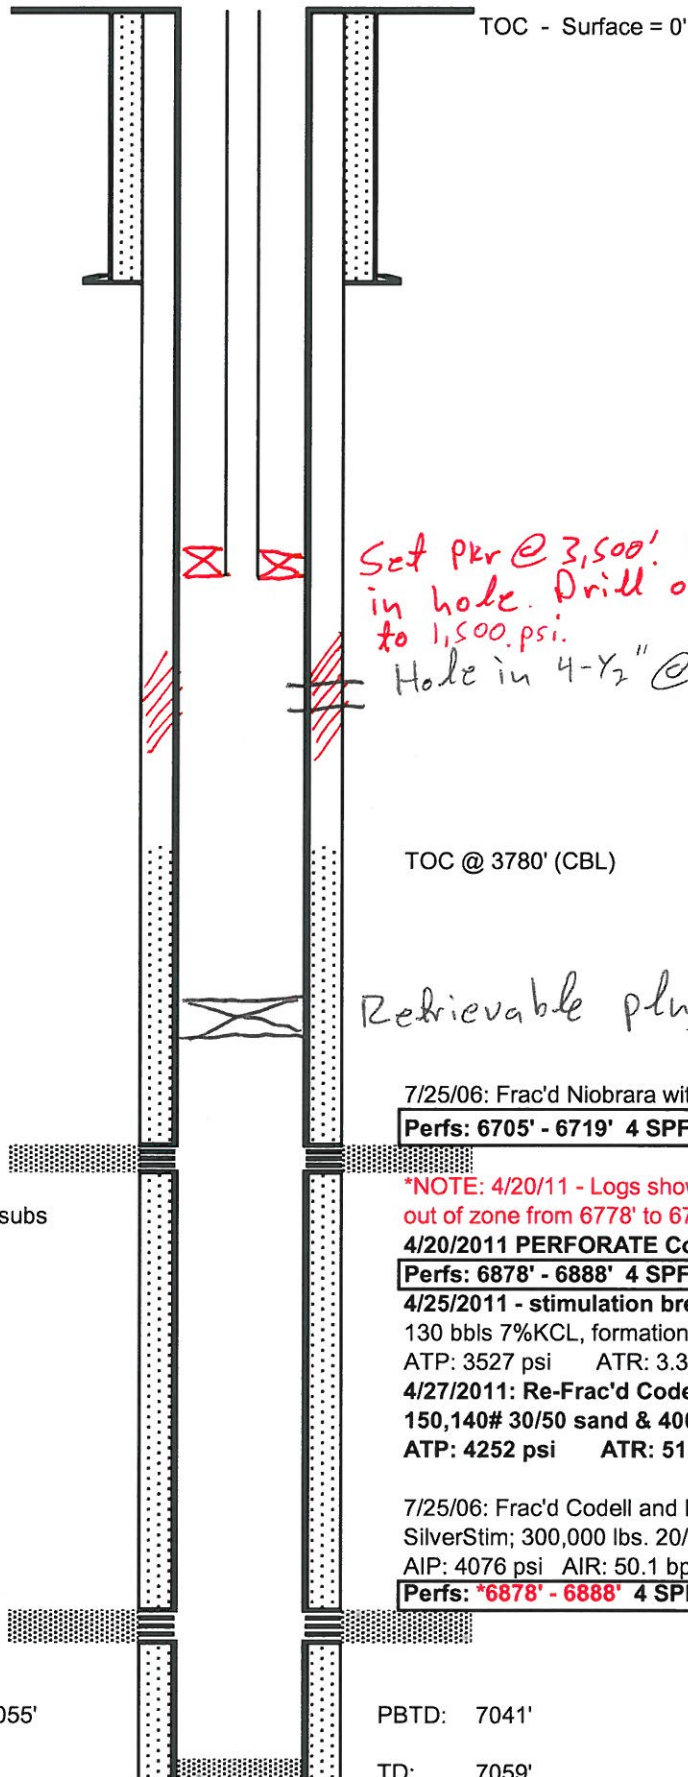 TOC - Surface = 0'
Set Pkr @ 3,500'.
in hole. Drill o
to 1,500 psi.
Hole in 4-1/2" @
TOC @ 3780' (CBL)
Retrievable plu
7/25/06: Frac'd Niobrara wit
Perfs: 6705' - 6719' 4 SPF
*NOTE: 4/20/11 - Logs show
out of zone from 6778' to 67
subs
4/20/2011 PERFORATE Co
Perfs: 6878' - 6888' 4 SPF
4/25/2011 - stimulation bre
130 bbls 7%KCL, formation
ATP: 3527 psi ATR: 3.3
4/27/2011: Re-Frac'd Code
150,140# 30/50 sand & 400
ATP: 4252 psi ATR: 51
7/25/06: Frac'd Codell and
SilverStim; 300,000 lbs. 20/
AIP: 4076 psi AIR: 50.1 bp
Perfs: *6878' - 6888' 4 SPF
055' PBTD: 7041'
TD: 7059'